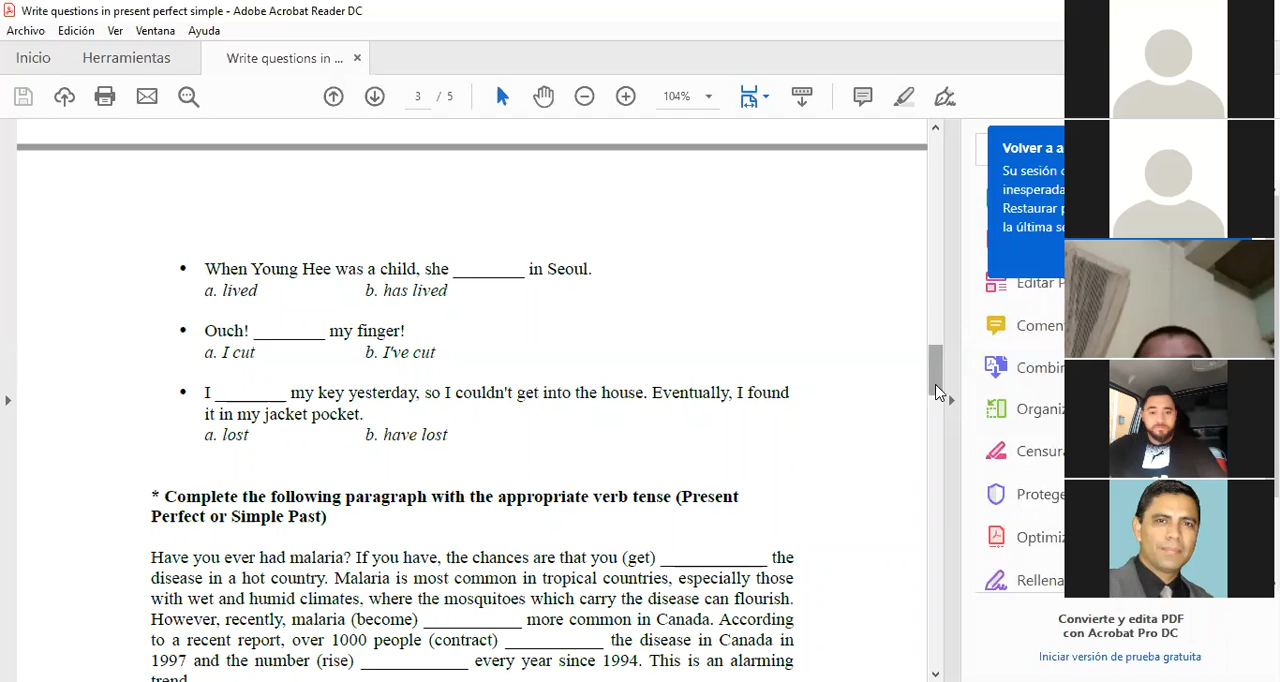 Write questions in present perfect simple - Adobe Acrobat Reader DC
Archivo Edición Ver Ventana Ayuda
Inicio Herramientas Write questions in ... ×
3 / 5 104%
Volver a a
Su sesión
inesperada
Restaurar
la última se
• When Young Hee was a child, she ________ in Seoul.
a. lived b. has lived
• Ouch! ________ my finger!
a. I cut b. I've cut
• I ________ my key yesterday, so I couldn't get into the house. Eventually, I found
it in my jacket pocket.
a. lost b. have lost
* Complete the following paragraph with the appropriate verb tense (Present
Perfect or Simple Past)
Have you ever had malaria? If you have, the chances are that you (get) ____________ the
disease in a hot country. Malaria is most common in tropical countries, especially those
with wet and humid climates, where the mosquitoes which carry the disease can flourish.
However, recently, malaria (become) ___________ more common in Canada. According
to a recent report, over 1000 people (contract) ___________ the disease in Canada in
1997 and the number (rise) ____________ every year since 1994. This is an alarming
trend
Editar P
Comen
Combi
Organiz
Censura
Protege
Optimi
Rellena
Convierte y edita PDF
con Acrobat Pro DC
Iniciar versión de prueba gratuita